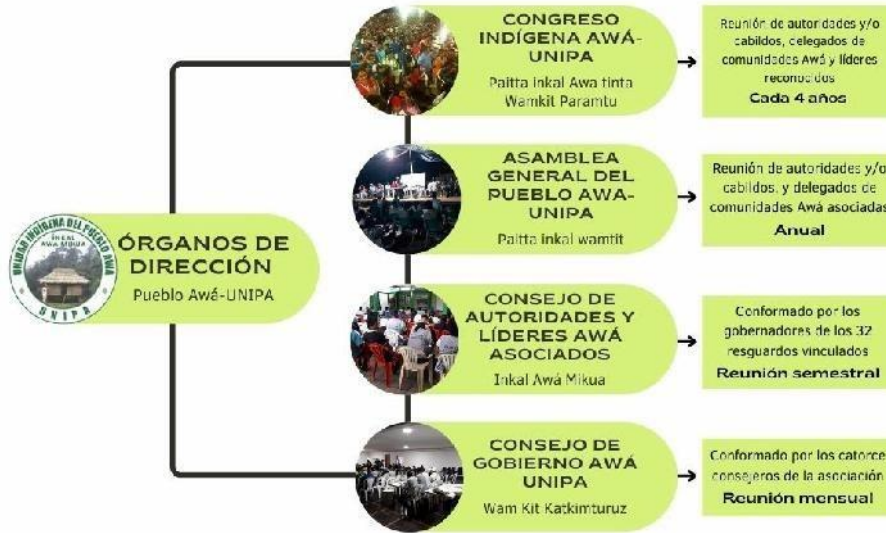 CONGRESO
INDÍGENA AWÁ-
UNIPA
Paitta inkal Awa tinta
Wamkit Paramtu
Reunión de autoridades y/o
cabildos, delegados de
comunidades Awá y líderes
reconocidos
Cada 4 años
ASAMBLEA
GENERAL DEL
PUEBLO AWA-
UNIPA
Paitta inkal wamtit
Reunión de autoridades y/o
cabildos, y delegados de
comunidades Awá asociadas
Anual
UNIDAD INDÍGENA DEL PUEBLO AWÁ
INKAL
AWA MIKUA
UNIPA
ÓRGANOS DE
DIRECCIÓN
Pueblo Awá-UNIPA
CONSEJO DE
AUTORIDADES Y
LÍDERES AWÁ
ASOCIADOS
Inkal Awá Mikua
Conformado por los
gobernadores de los 32
resguardos vinculados
Reunión semestral
CONSEJO DE
GOBIERNO AWÁ
UNIPA
Wam Kit Katkimturuz
Conformado por los catorce
consejeros de la asociación
Reunión mensual